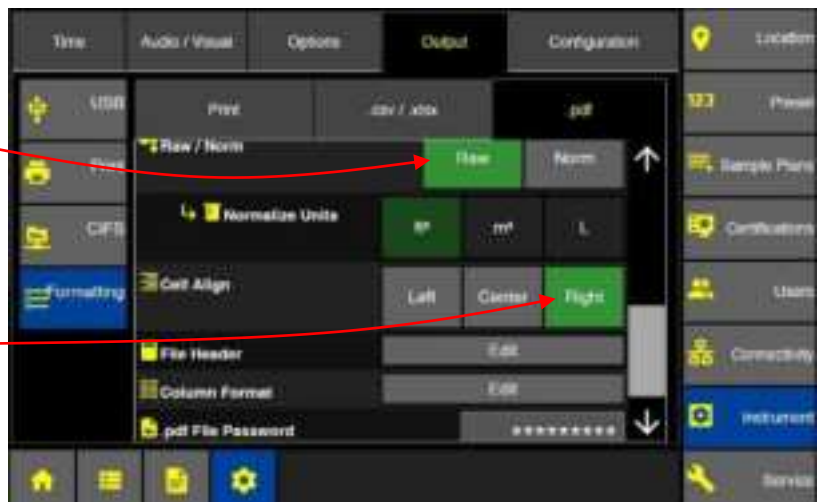 Time Audio / Visual Options Output Configuration Location
USB Print .csv / .xlsx .pdf 123 Preset
Raw / Norm Raw Norm
Print Sample Plans
Normalize Units ft³ m³ L
CIFS Certifications
Cell Align Left Center Right
Formatting Users
File Header Edit
Connectivity
Column Format Edit
Instrument
.pdf File Password *********
Service